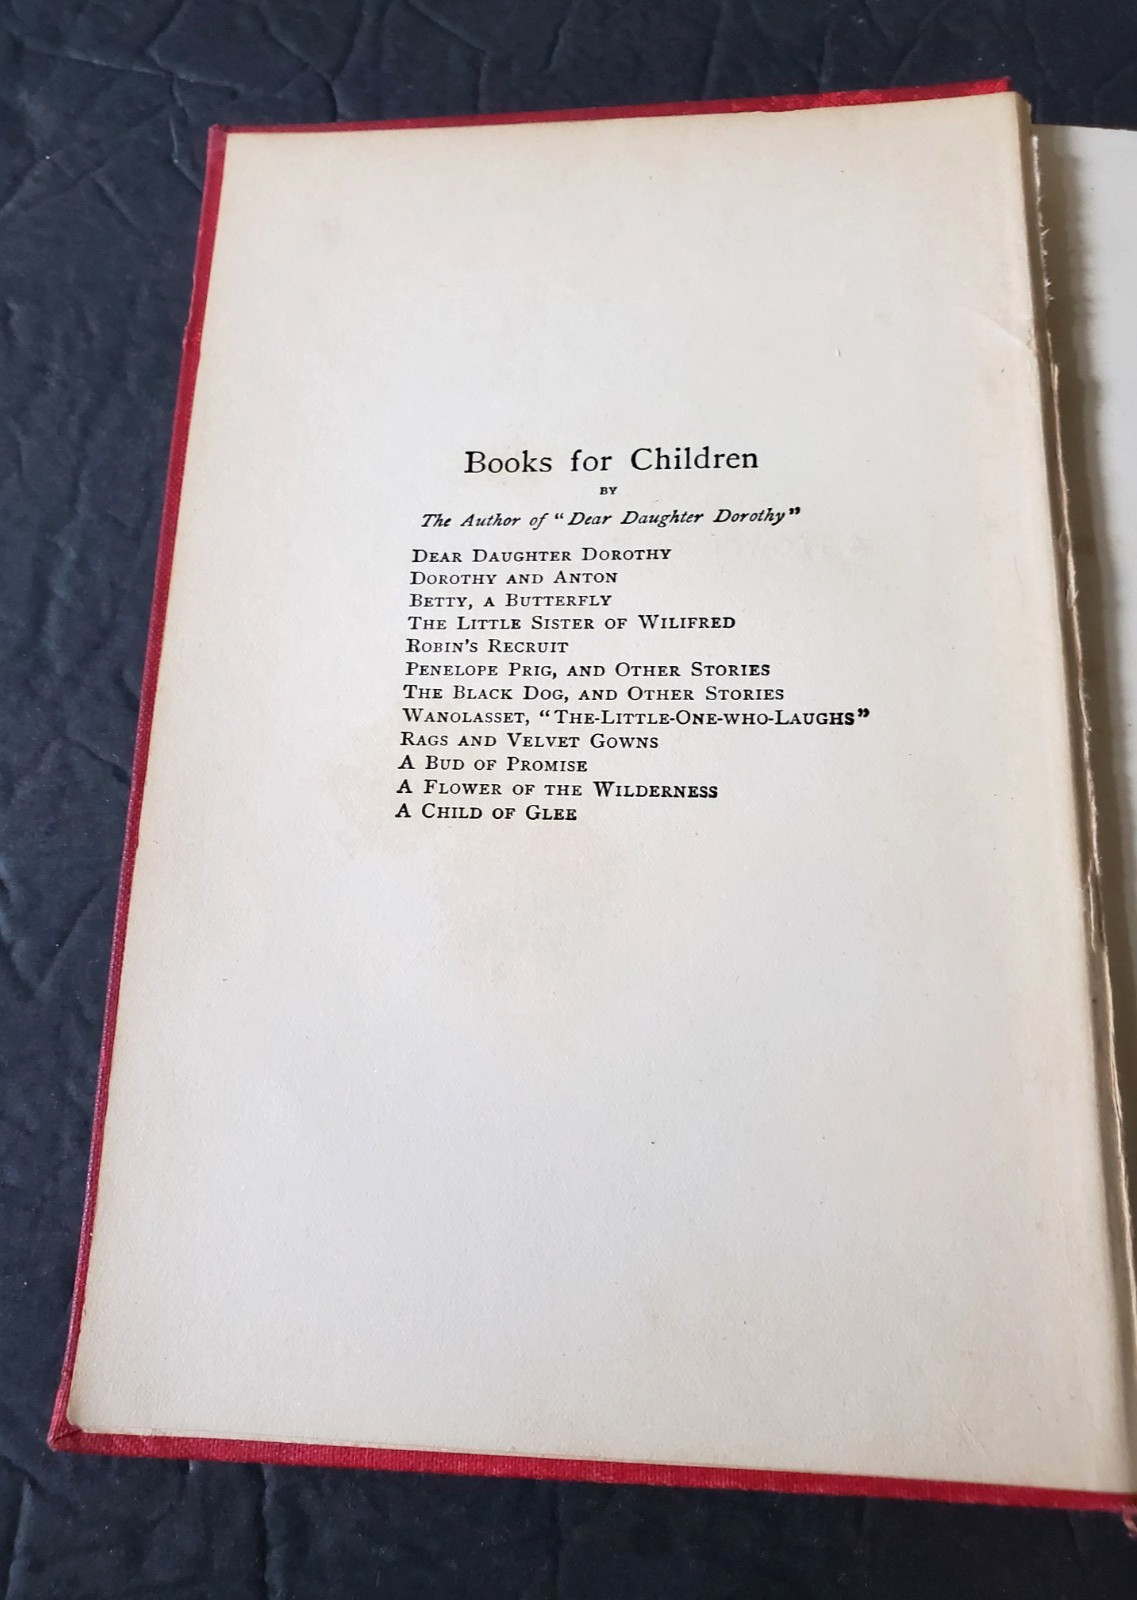 Books for Children
BY
The Author of "Dear Daughter Dorothy"
DEAR DAUGHTER DOROTHY
DOROTHY AND ANTON
BETTY, A BUTTERFLY
THE LITTLE SISTER OF WILIFRED
ROBIN'S RECRUIT
PENELOPE PRIG, AND OTHER STORIES
THE BLACK DOG, AND OTHER STORIES
WANOLASSET, "THE-LITTLE-ONE-WHO-LAUGHS"
RAGS AND VELVET GOWNS
A BUD OF PROMISE
A FLOWER OF THE WILDERNESS
A CHILD OF GLEE